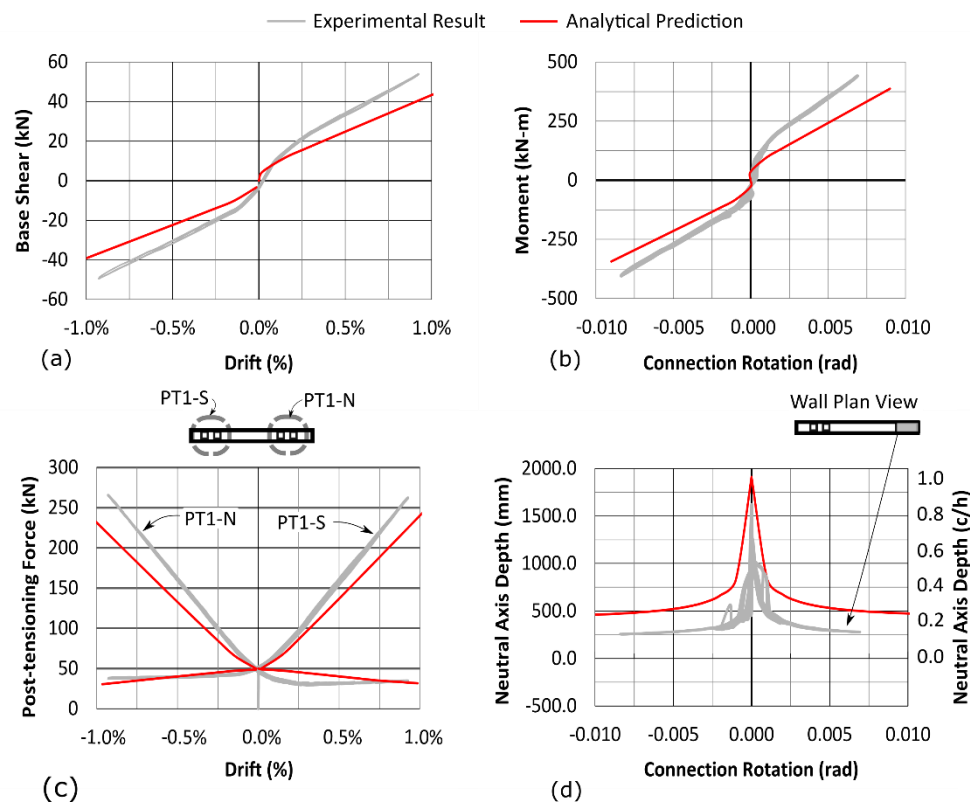 Experimental Result Analytical Prediction
60
40
20
0
-20
-40
-60
Base Shear (kN)
-1.0% -0.5% 0.0% 0.5% 1.0%
Drift (%)
(a)
500
250
0
-250
-500
Moment (kN-m)
-0.010 -0.005 0.000 0.005 0.010
Connection Rotation (rad)
(b)
PT1-S PT1-N
300
250
200
150
100
50
0
Post-tensioning Force (kN)
PT1-N PT1-S
-1.0% -0.5% 0.0% 0.5% 1.0%
Drift (%)
(c)
Wall Plan View
2000.0
1500.0
1000.0
500.0
0.0
-500.0
Neutral Axis Depth (mm)
1.0
0.8
0.6
0.4
0.2
0.0
Neutral Axis Depth (c/h)
-0.010 -0.005 0.000 0.005 0.010
Connection Rotation (rad)
(d)